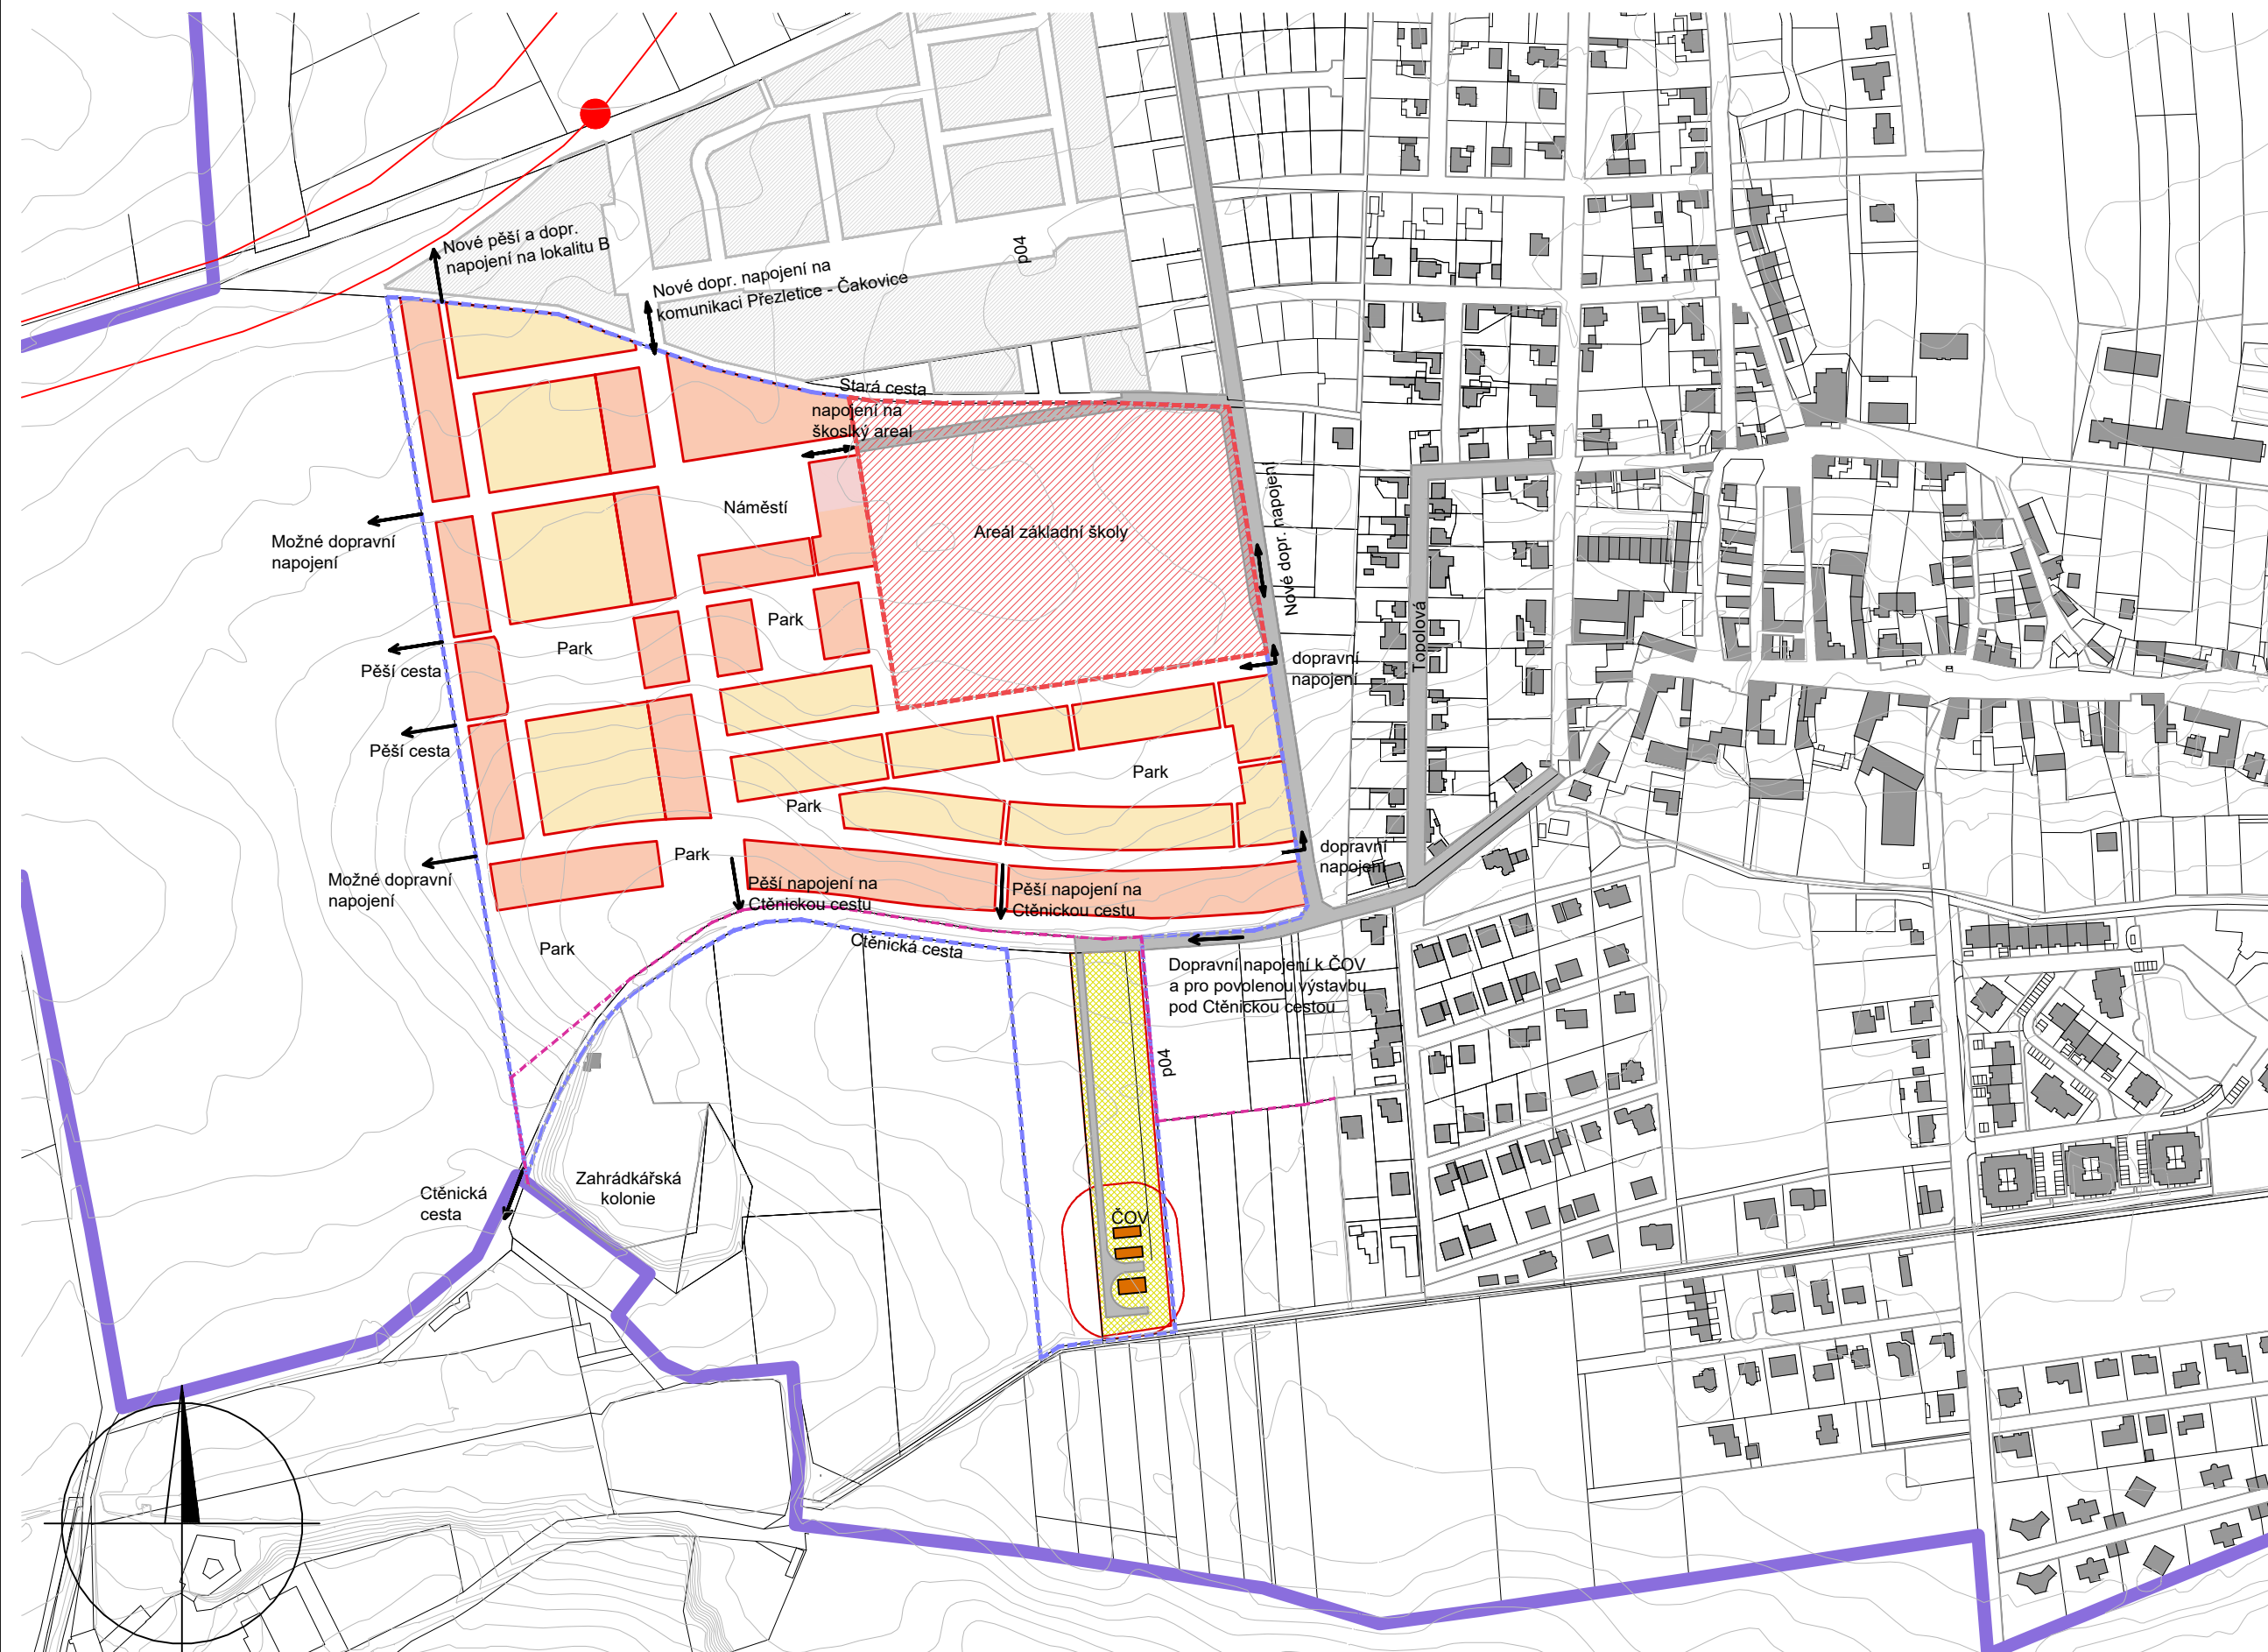 Nové pěší a dopr.
napojení na lokalitu B
p04
Nové dopr. napojení na
komunikaci Přezletice - Čakovice
Stará cesta
napojení na
školský areal
Náměstí
Areál základní školy
Nové dopr. napojení
Možné dopravní
napojení
Park
Park
Topolová
Pěší cesta
dopravní
napojení
Pěší cesta
Park
Park
Park
dopravní
napojení
Možné dopravní
napojení
Pěší napojení na
Ctěnickou cestu
Pěší napojení na
Ctěnickou cestu
Park
Ctěnická cesta
Dopravní napojení k ČOV
a pro povolenou výstavbu
pod Ctěnickou cestou
p04
Zahrádkářská
kolonie
Ctěnická
cesta
ČOV